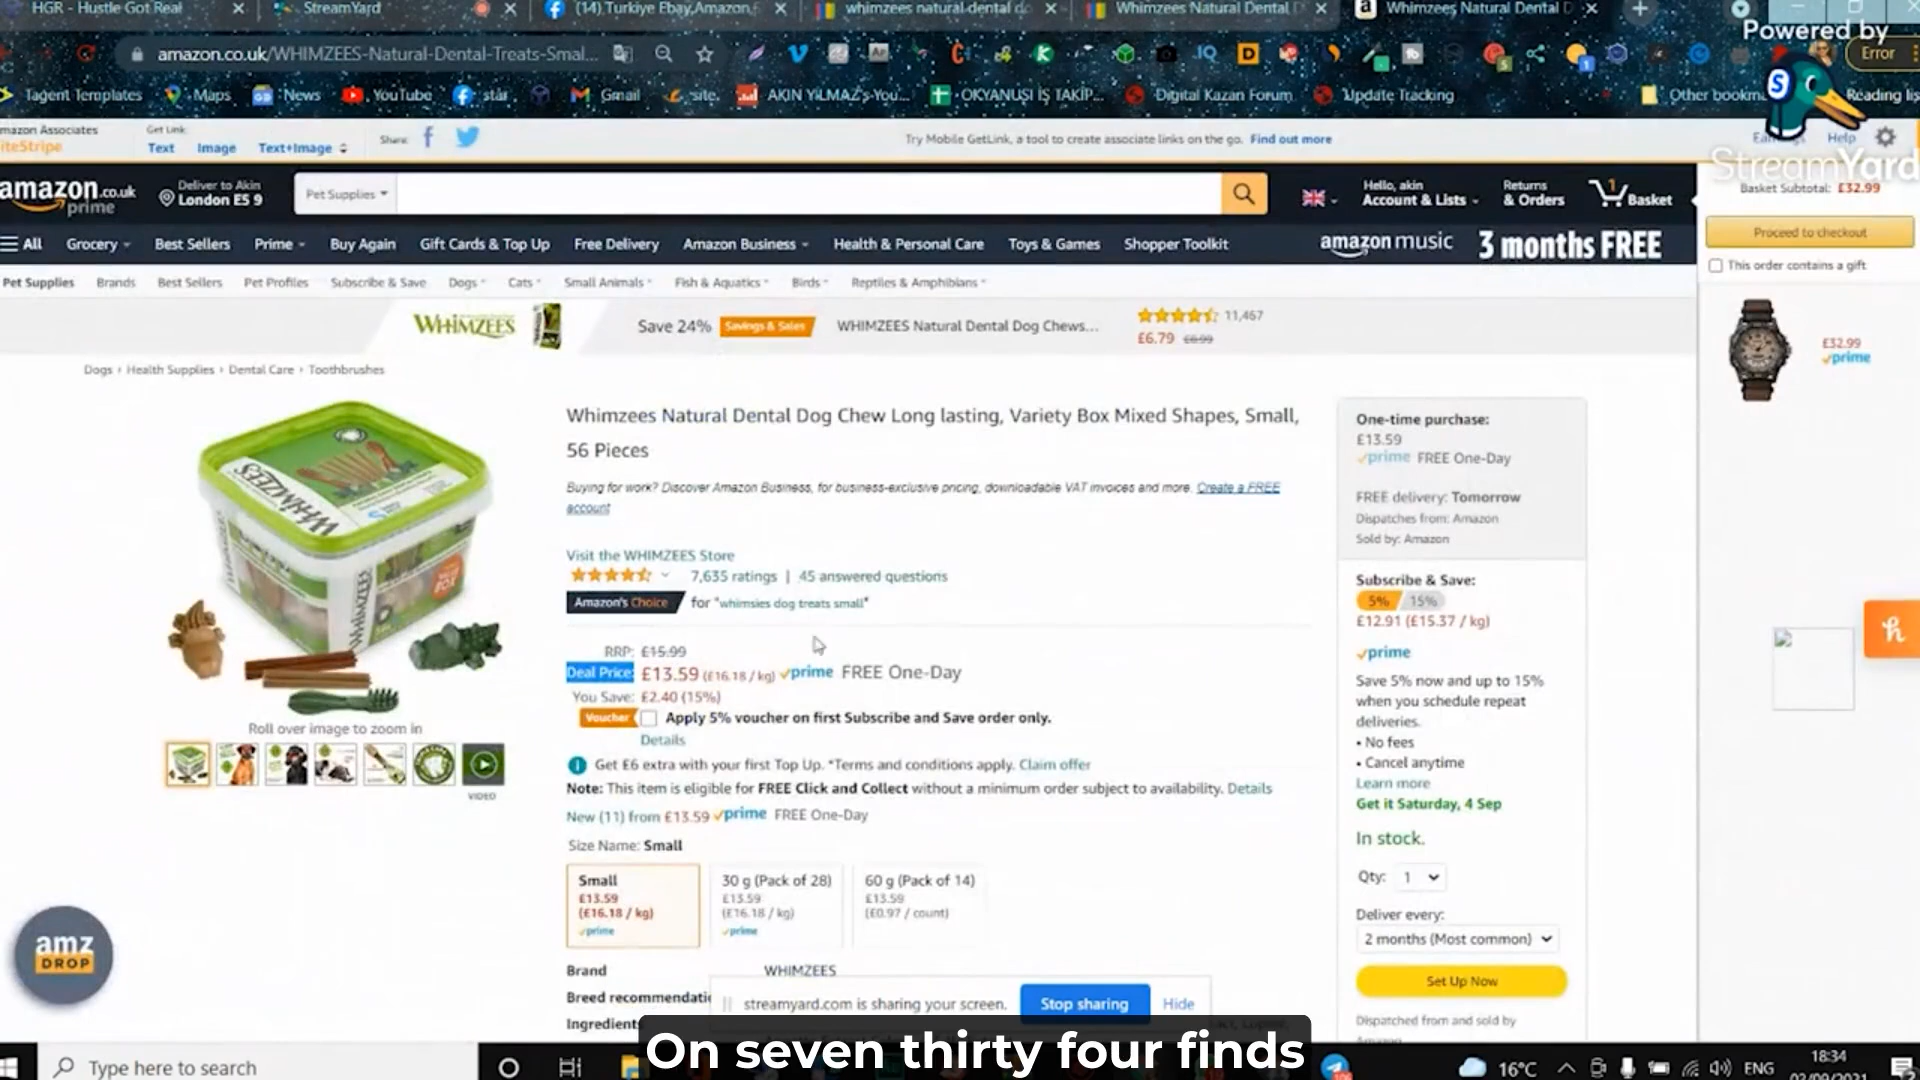 HGR - Hustle Got Real
StreamYard
(14) Turkiye Ebay,Amazon,E
whimzees natural dental do
Whimzees Natural Dental D
Whimzees Natural Dental D
Powered by
StreamYard
amazon.co.uk/WHIMZEES-Natural-Dental-Treats-Smal...
Error
Tagent Templates
Maps
News
YouTube
star
Gmail
site.
AKIN YILMAZ's-You...
OKYANUSI İŞ TAKİP...
Digital Kazan Forum
Update Tracking
Other bookm
Reading lis
mazon Associates
iteStripe
Get Link:
Text
Image
Text+Image
Share:
Try Mobile GetLink, a tool to create associate links on the go. Find out more
Help
amazon.co.uk
prime
Deliver to Akin
London E5 9
Pet Supplies
Hello, akin
Account & Lists
Returns
& Orders
1
Basket
Basket Subtotal: £32.99
Proceed to checkout
This order contains a gift
£32.99
prime
All
Grocery
Best Sellers
Prime
Buy Again
Gift Cards & Top Up
Free Delivery
Amazon Business
Health & Personal Care
Toys & Games
Shopper Toolkit
amazon music
3 months FREE
Pet Supplies
Brands
Best Sellers
Pet Profiles
Subscribe & Save
Dogs
Cats
Small Animals
Fish & Aquatics
Birds
Reptiles & Amphibians
WHIMZEES
Save 24%
Savings & Sales
WHIMZEES Natural Dental Dog Chews...
11,467
£6.79 £8.99
Dogs › Health Supplies › Dental Care › Toothbrushes
Whimzees Natural Dental Dog Chew Long lasting, Variety Box Mixed Shapes, Small,
56 Pieces
Buying for work? Discover Amazon Business, for business-exclusive pricing, downloadable VAT invoices and more. Create a FREE
account
Visit the WHIMZEES Store
7,635 ratings | 45 answered questions
Amazon's Choice for "whimsies dog treats small"
RRP: £15.99
Deal Price: £13.59 (£16.18 / kg) prime FREE One-Day
You Save: £2.40 (15%)
Voucher Apply 5% voucher on first Subscribe and Save order only.
Details
Get £6 extra with your first Top Up. *Terms and conditions apply. Claim offer
Note: This item is eligible for FREE Click and Collect without a minimum order subject to availability. Details
New (11) from £13.59 prime FREE One-Day
Size Name: Small
Small
£13.59
(£16.18 / kg)
prime
30 g (Pack of 28)
£13.59
(£16.18 / kg)
prime
60 g (Pack of 14)
£13.59
(£0.97 / count)
Brand WHIMZEES
Breed recommendatio
Ingredients
WHIMZEES
WHIMZEES
Roll over image to zoom in
VIDEO
One-time purchase:
£13.59
prime FREE One-Day
FREE delivery: Tomorrow
Dispatches from: Amazon
Sold by: Amazon
Subscribe & Save:
5% 15%
£12.91 (£15.37 / kg)
prime
Save 5% now and up to 15%
when you schedule repeat
deliveries.
• No fees
• Cancel anytime
Learn more
Get it Saturday, 4 Sep
In stock.
Qty: 1
Deliver every:
2 months (Most common)
Set Up Now
Dispatched from and sold by
amz
DROP
streamyard.com is sharing your screen.
Stop sharing
Hide
On seven thirty four finds
Type here to search
16°C
ENG
18:34